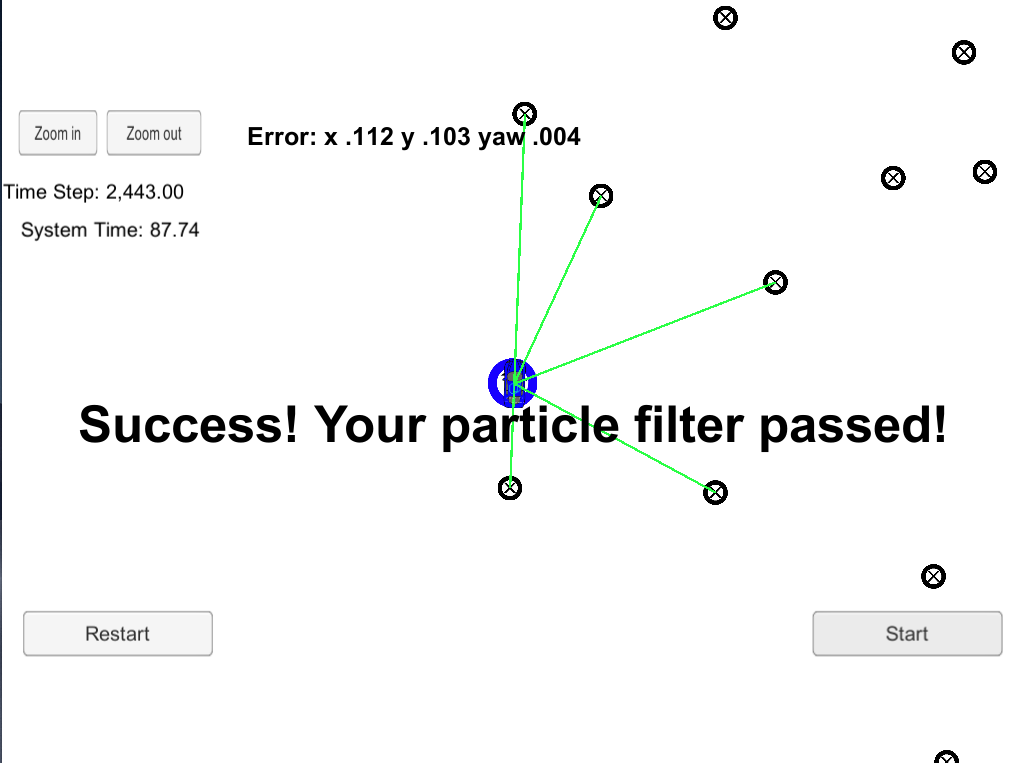 Zoom in Zoom out
Error: x .112 y .103 yaw .004
Time Step: 2,443.00
System Time: 87.74
Success! Your particle filter passed!
Restart
Start